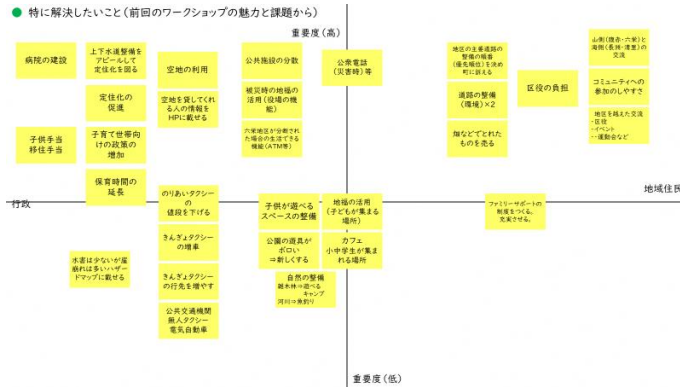 ● 特に解決したいこと（前回のワークショップの魅力と課題から）
重要度（高）
病院の建設
上下水道整備を
アピールして
定住化を図る
空地の利用
公共施設の分散
公衆電話
（災害時）等
地区の主要道路の
整備の順番
（優先順位）を決め
町に訴える
区役の負担
山側（腹赤・六栄）と
海側（長洲・清里）の
交流
定住化の
促進
空地を貸してくれ
る人の情報を
HPに載せる
被災時の地福の
活用（役場の機
能）
道路の整備
（環境）×2
コミュニティへの
参加のしやすさ
子供手当
移住手当
子育て世帯向
けの政策の
増加
六栄地区が分断され
た場合の生活できる
機能（ATM等）
畑などでとれた
ものを売る
地区を越えた交流
・区役
・イベント
・・運動会など
保育時間の
延長
行政
地域住民
のりあいタクシー
の
値段を下げる
子供が遊べる
スペースの整備
地福の活用
（子どもが集まる
場所）
ファミリーサポートの
制度をつくる。
充実させる。
きんぎょタクシー
の増車
公園の遊具が
ボロい
⇒新しくする
カフェ
小中学生が集ま
れる場所
水害は少ないが崖
崩れは多いハザー
ドマップに載せる
きんぎょタクシー
の行先を増やす
自然の整備
雑木林⇒遊べる
キャンプ
河川⇒魚釣り
公共交通機関
無人タクシー
電気自動車
重要度（低）